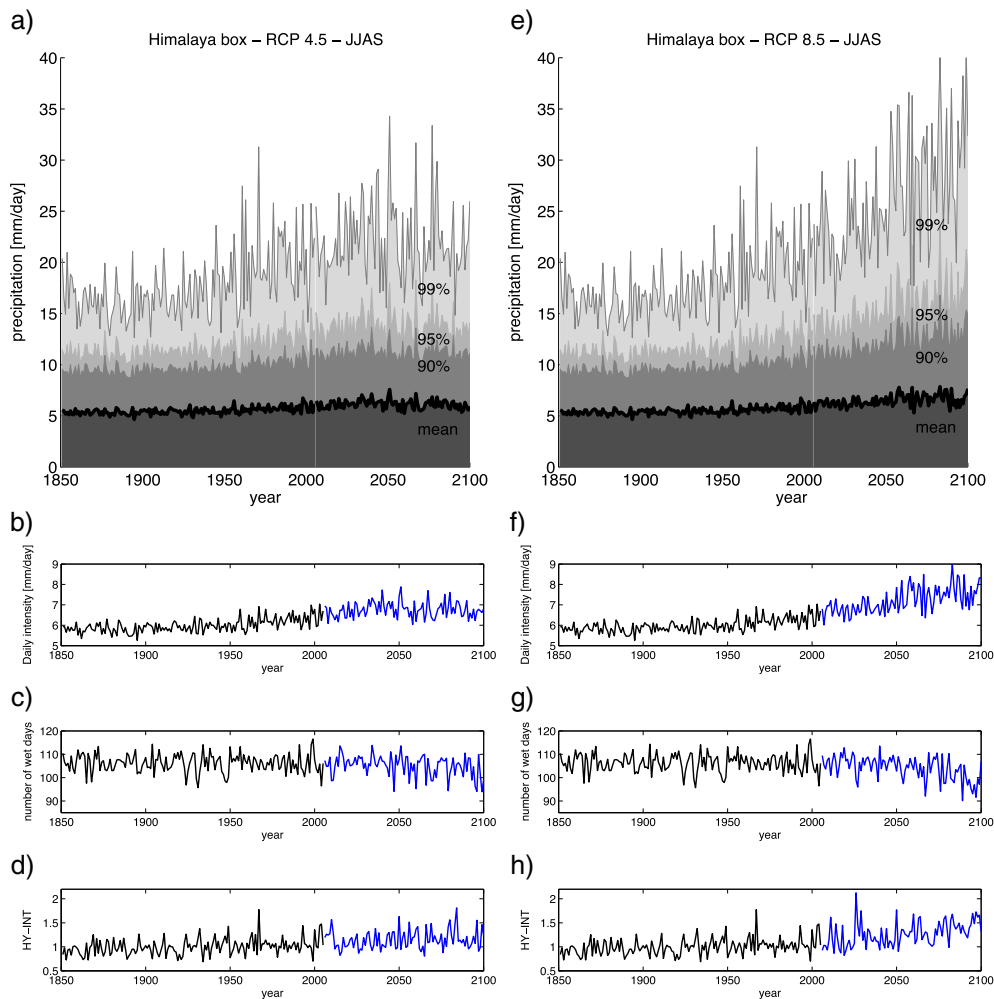 a)
Himalaya box – RCP 4.5 – JJAS
precipitation [mm/day]
40
35
30
25
20
15
10
5
0
99%
95%
90%
mean
1850 1900 1950 2000 2050 2100
year
e)
Himalaya box – RCP 8.5 – JJAS
precipitation [mm/day]
40
35
30
25
20
15
10
5
0
99%
95%
90%
mean
1850 1900 1950 2000 2050 2100
year
b)
Daily intensity [mm/day]
9
8
7
6
5
1850 1900 1950 2000 2050 2100
year
f)
Daily intensity [mm/day]
9
8
7
6
5
1850 1900 1950 2000 2050 2100
year
c)
number of wet days
120
110
100
90
1850 1900 1950 2000 2050 2100
year
g)
number of wet days
120
110
100
90
1850 1900 1950 2000 2050 2100
year
d)
HY–INT
2
1.5
1
0.5
1850 1900 1950 2000 2050 2100
year
h)
HY–INT
2
1.5
1
0.5
1850 1900 1950 2000 2050 2100
year